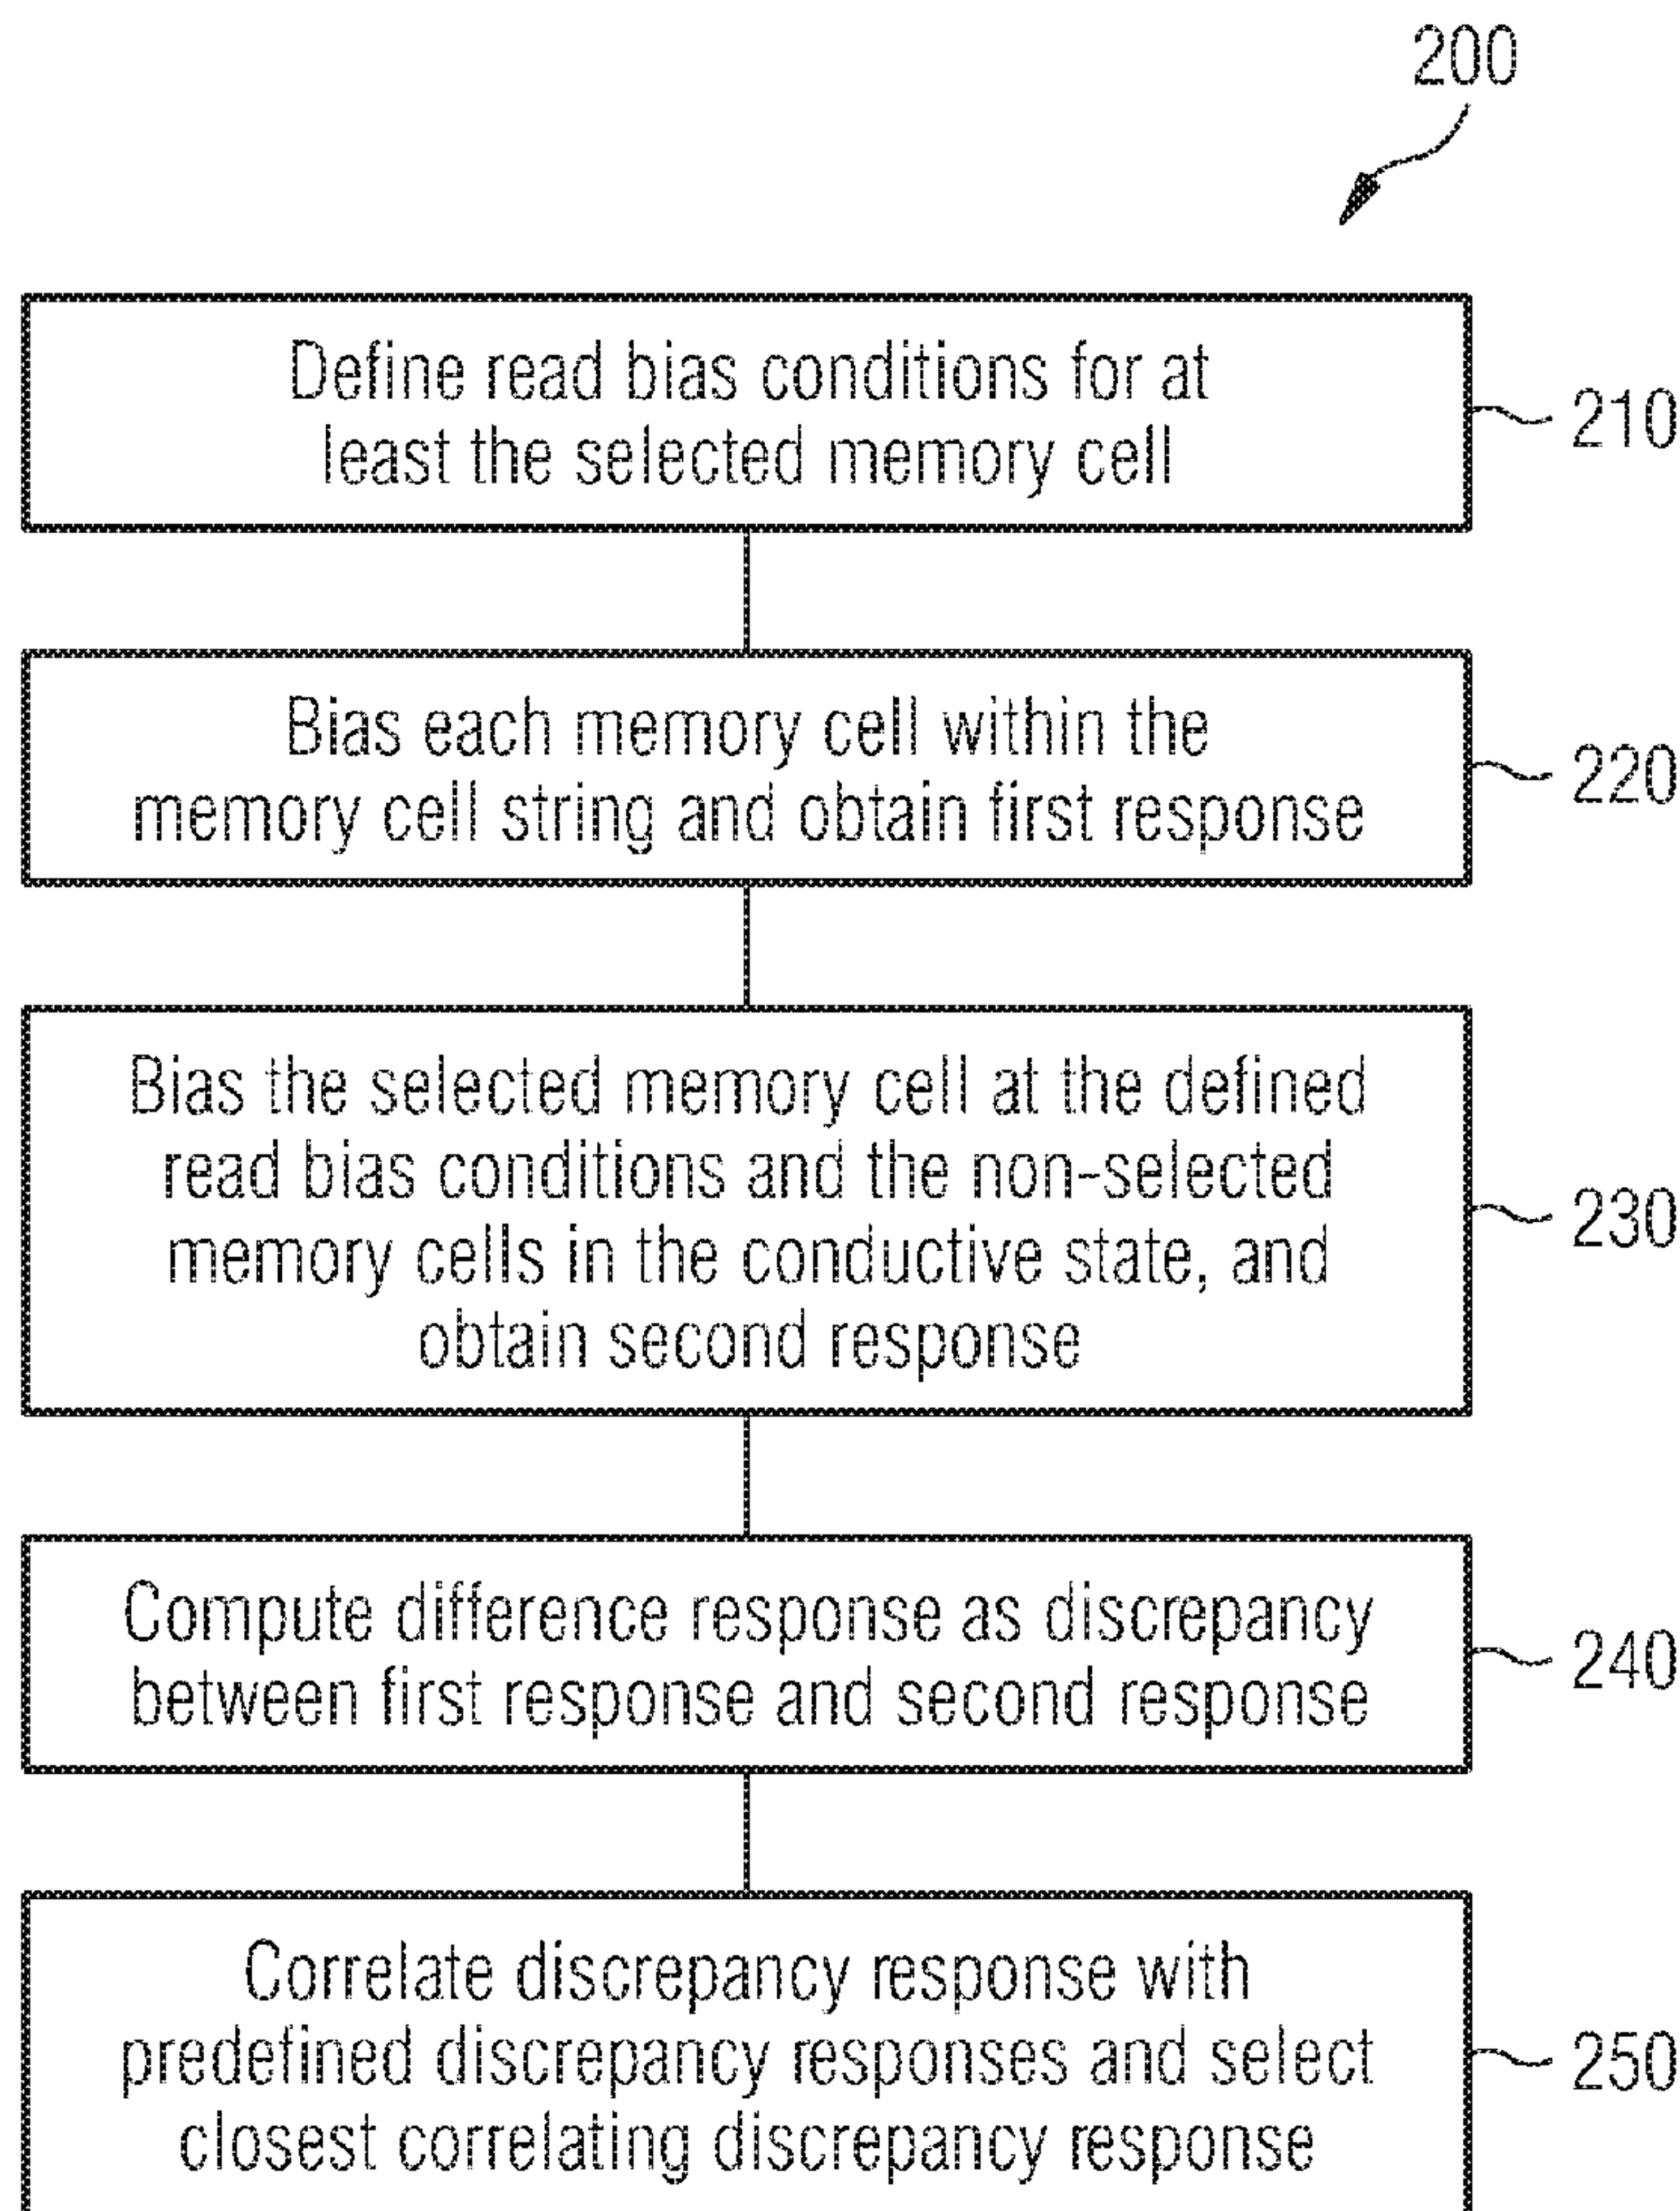 200
Define read bias conditions for at
least the selected memory cell
210
Bias each memory cell within the
memory cell string and obtain first response
220
Bias the selected memory cell at the defined
read bias conditions and the non-selected
memory cells in the conductive state, and
obtain second response
230
Compute difference response as discrepancy
between first response and second response
240
Correlate discrepancy response with
predefined discrepancy responses and select
closest correlating discrepancy response
250